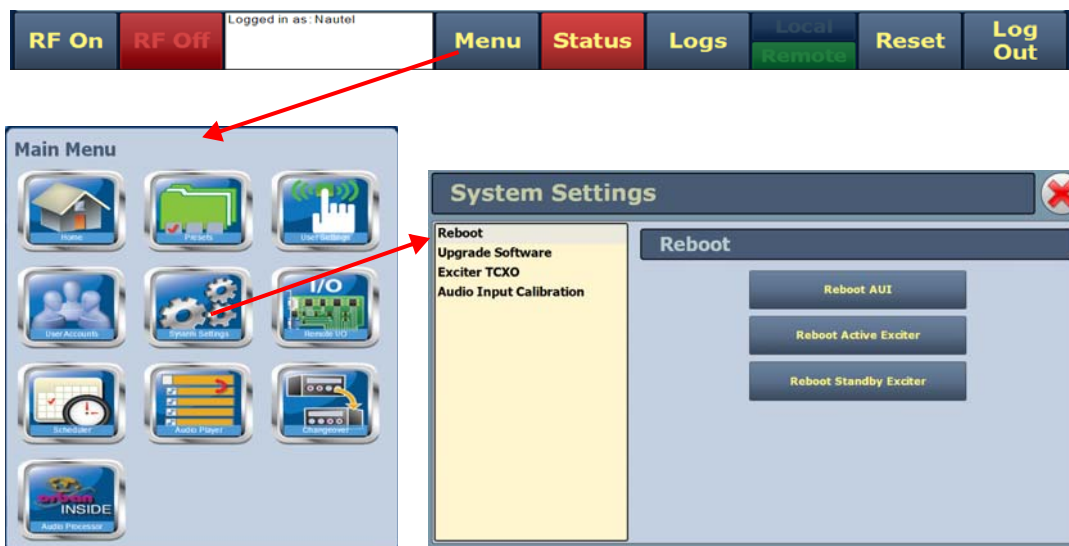 Logged in as: Nautel
RF On
RF Off
Menu
Status
Logs
Local
Remote
Reset
Log
Out
Main Menu
Home
Presets
User Settings
User Accounts
System Settings
I/O
Remote I/O
Scheduler
Audio Player
Changeover
orban
INSIDE
Audio Processor
System Settings
Reboot
Upgrade Software
Exciter TCXO
Audio Input Calibration
Reboot
Reboot AUI
Reboot Active Exciter
Reboot Standby Exciter